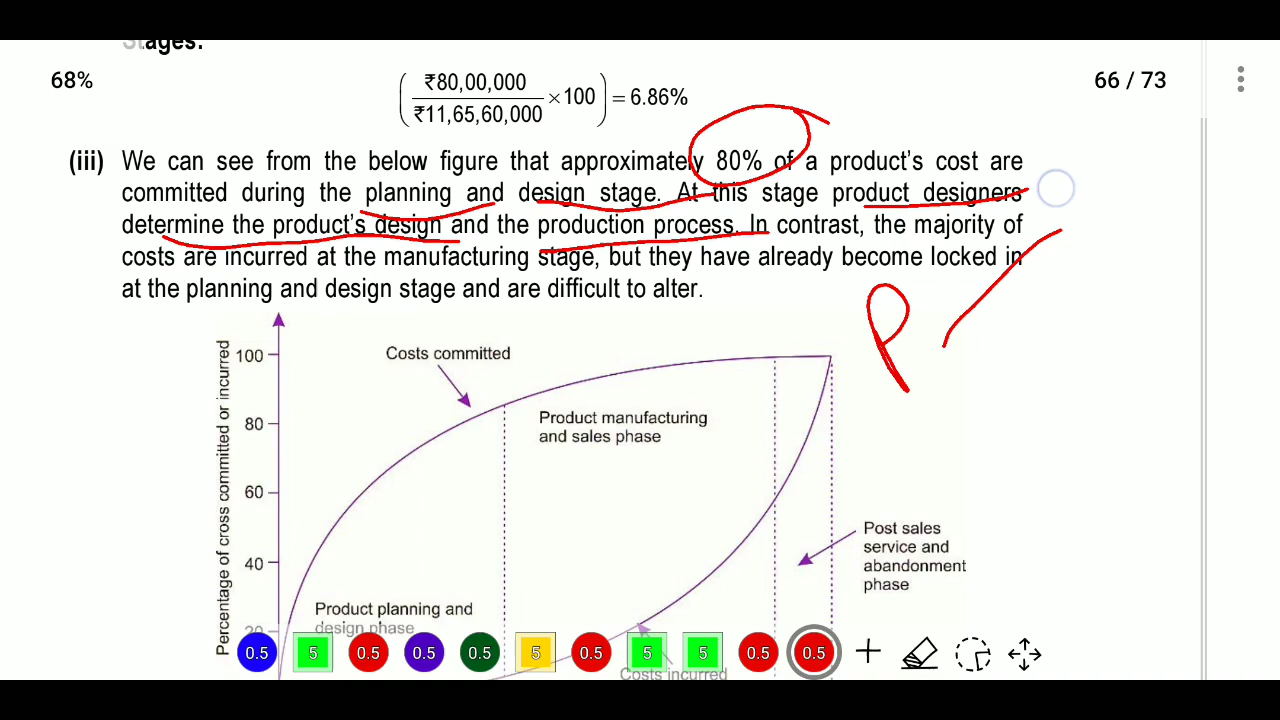 Stages:
68%
66 / 73
(₹80,00,000 / ₹11,65,60,000 × 100) = 6.86%
(iii) We can see from the below figure that approximately 80% of a product's cost are
committed during the planning and design stage. At this stage product designers
determine the product's design and the production process. In contrast, the majority of
costs are incurred at the manufacturing stage, but they have already become locked in
at the planning and design stage and are difficult to alter.
Percentage of cross committed or incurred
100
80
60
40
20
Costs committed
Product manufacturing
and sales phase
Post sales
service and
abandonment
phase
Product planning and
design phase
Costs incurred
P
0.5 5 0.5 0.5 0.5 5 0.5 5 5 0.5 0.5